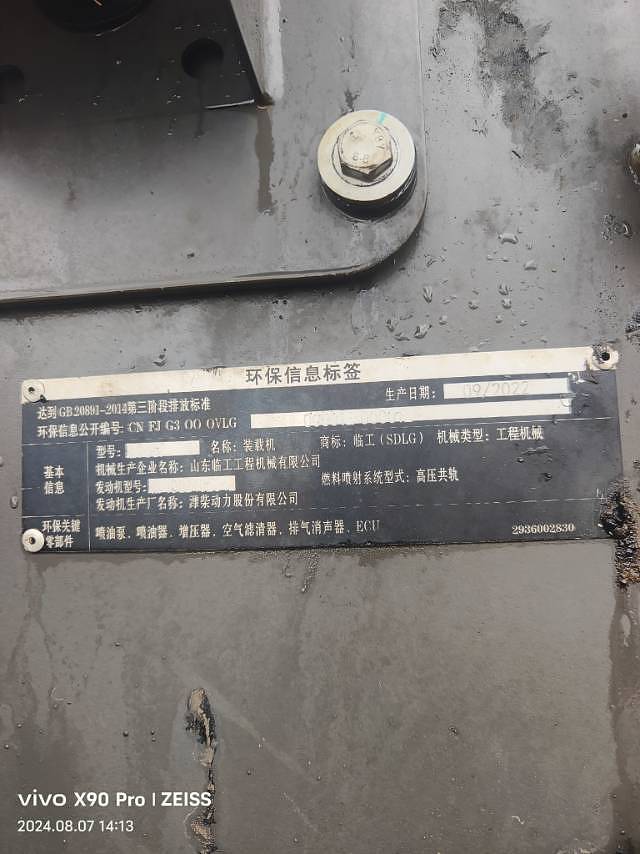 环保信息标签
达到 GB 20891-2014第三阶段排放标准
生产日期： 09/2022
环保信息公开编号：CN FJ G3 OO OVLG
基本信息
型号： 名称：装载机 商标：临工（SDLG） 机械类型：工程机械
机械生产企业名称：山东临工工程机械有限公司
发动机型号： 燃料喷射系统型式：高压共轨
发动机生产厂名称：潍柴动力股份有限公司
环保关键零部件
喷油泵、喷油器、增压器、空气滤清器、排气消声器、ECU 2936002830
8.8
vivo X90 Pro | ZEISS
2024.08.07 14:13